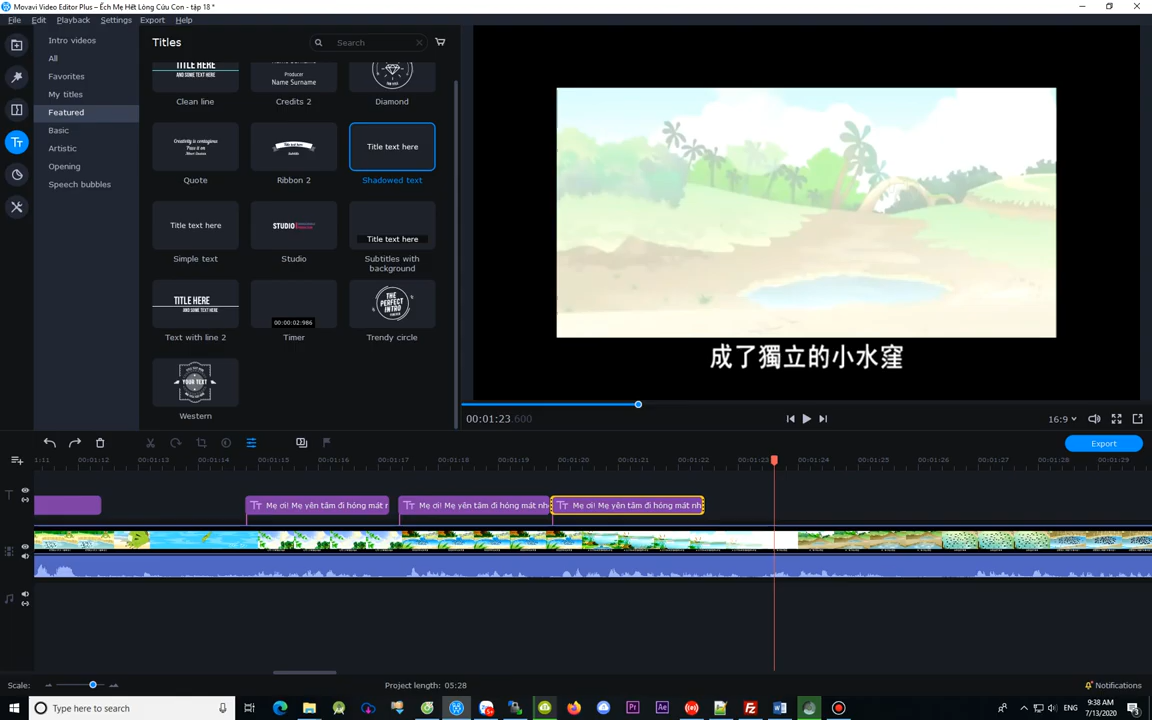 Movavi Video Editor Plus – Ếch Mẹ Hết Lòng Cứu Con - tập 18 *
File Edit Playback Settings Export Help
Intro videos
All
Favorites
My titles
Featured
Basic
Artistic
Opening
Speech bubbles
Titles
Search
TITLE HERE
AND SOME TEXT HERE
Clean line
Producer
Name Surname
Credits 2
Diamond
Quote
Ribbon 2
Title text here
Shadowed text
Title text here
Simple text
STUDIO
Studio
Title text here
Subtitles with background
TITLE HERE
AND SOME TEXT HERE
Text with line 2
00:00:02:986
Timer
THE PERFECT INTRO
Trendy circle
YOUR TEXT
Western
成了獨立的小水窪
00:01:23.600
16:9
Export
00:01:12 00:01:13 00:01:14 00:01:15 00:01:16 00:01:17 00:01:18 00:01:19 00:01:20 00:01:21 00:01:22 00:01:23 00:01:24 00:01:25 00:01:26 00:01:27 00:01:28 00:01:29
Mẹ ơi! Mẹ yên tâm đi hóng mát
Mẹ ơi! Mẹ yên tâm đi hóng mát nh
Mẹ ơi! Mẹ yên tâm đi hóng mát nh
Scale:
Project length: 05:28
Notifications
Type here to search
ENG
9:38 AM
7/13/2020